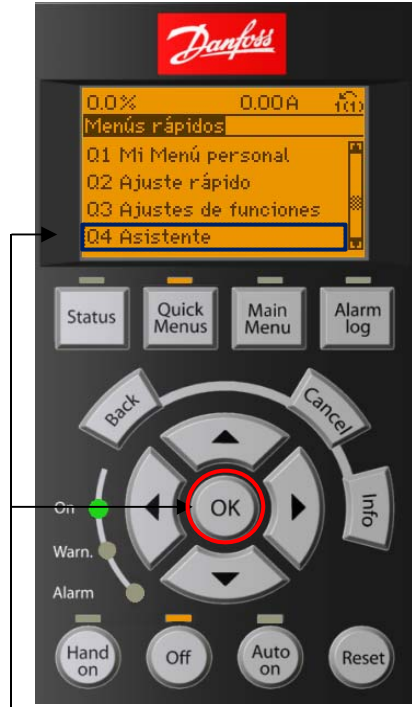 Danfoss
0.0% 0.00A 1(1)
Menús rápidos
Q1 Mi Menú personal
Q2 Ajuste rápido
Q3 Ajustes de funciones
Q4 Asistente
Status
Quick Menus
Main Menu
Alarm log
Back
Cancel
OK
Info
On
Warn.
Alarm
Hand on
Off
Auto on
Reset